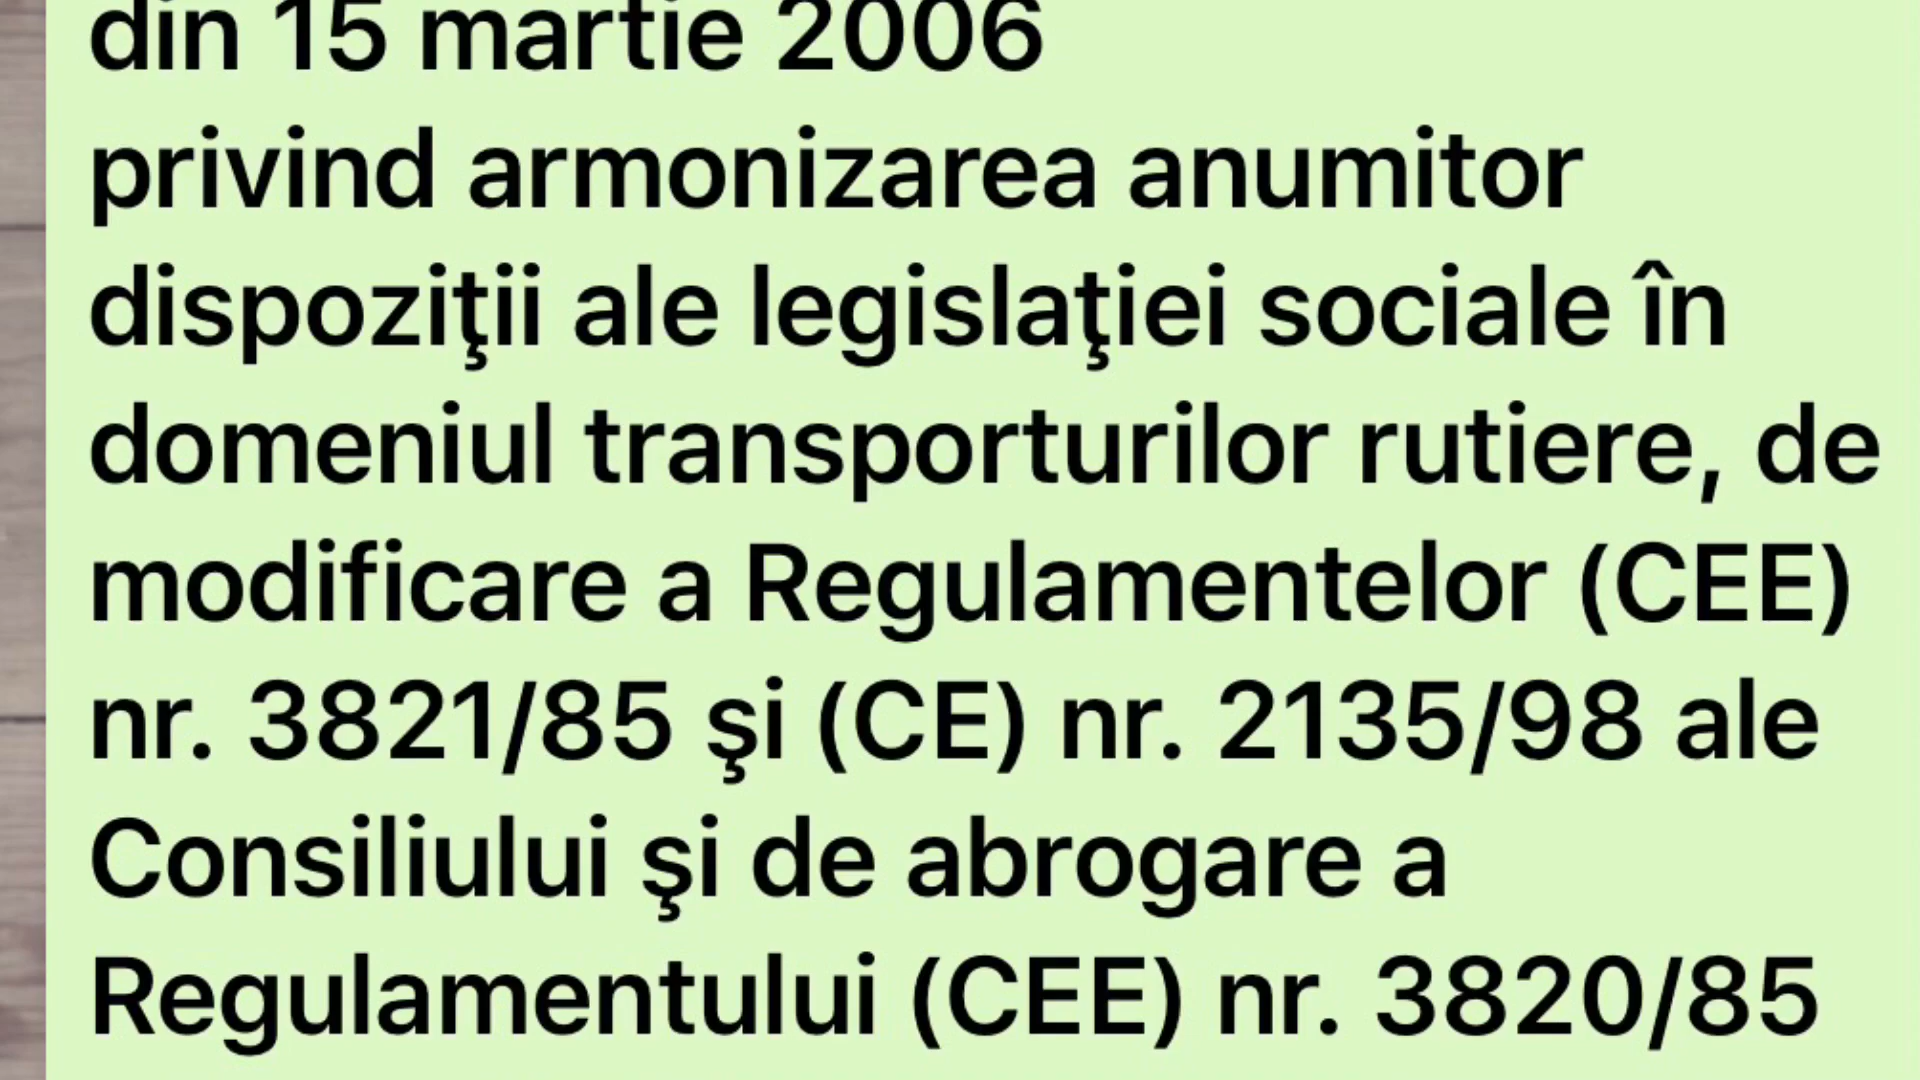 din 15 martie 2006
privind armonizarea anumitor
dispoziţii ale legislaţiei sociale în
domeniul transporturilor rutiere, de
modificare a Regulamentelor (CEE)
nr. 3821/85 şi (CE) nr. 2135/98 ale
Consiliului şi de abrogare a
Regulamentului (CEE) nr. 3820/85